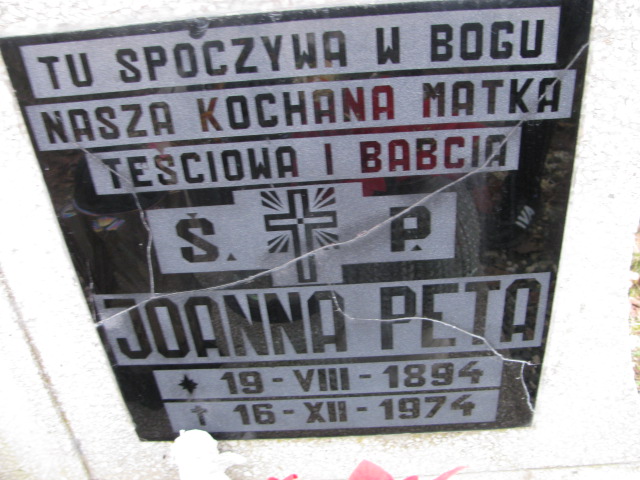 TU SPOCZYWA W BOGU
NASZA KOCHANA MATKA
TEŚCIOWA I BABCIA
Ś. P.
JOANNA PETA
* 19-VIII-1894
† 16-XII-1974